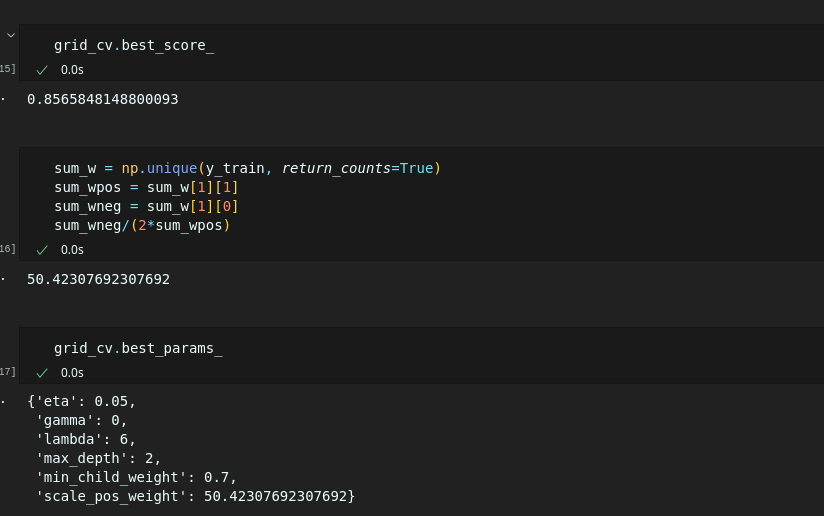 grid_cv.best_score_
15]
0.0s
0.8565848148800093
sum_w = np.unique(y_train, return_counts=True)
sum_wpos = sum_w[1][1]
sum_wneg = sum_w[1][0]
sum_wneg/(2*sum_wpos)
16]
0.0s
50.42307692307692
grid_cv.best_params_
17]
0.0s
{'eta': 0.05,
'gamma': 0,
'lambda': 6,
'max_depth': 2,
'min_child_weight': 0.7,
'scale_pos_weight': 50.42307692307692}